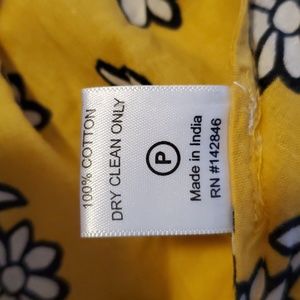 100% COTTON
DRY CLEAN ONLY
P
Made in India
RN #142846